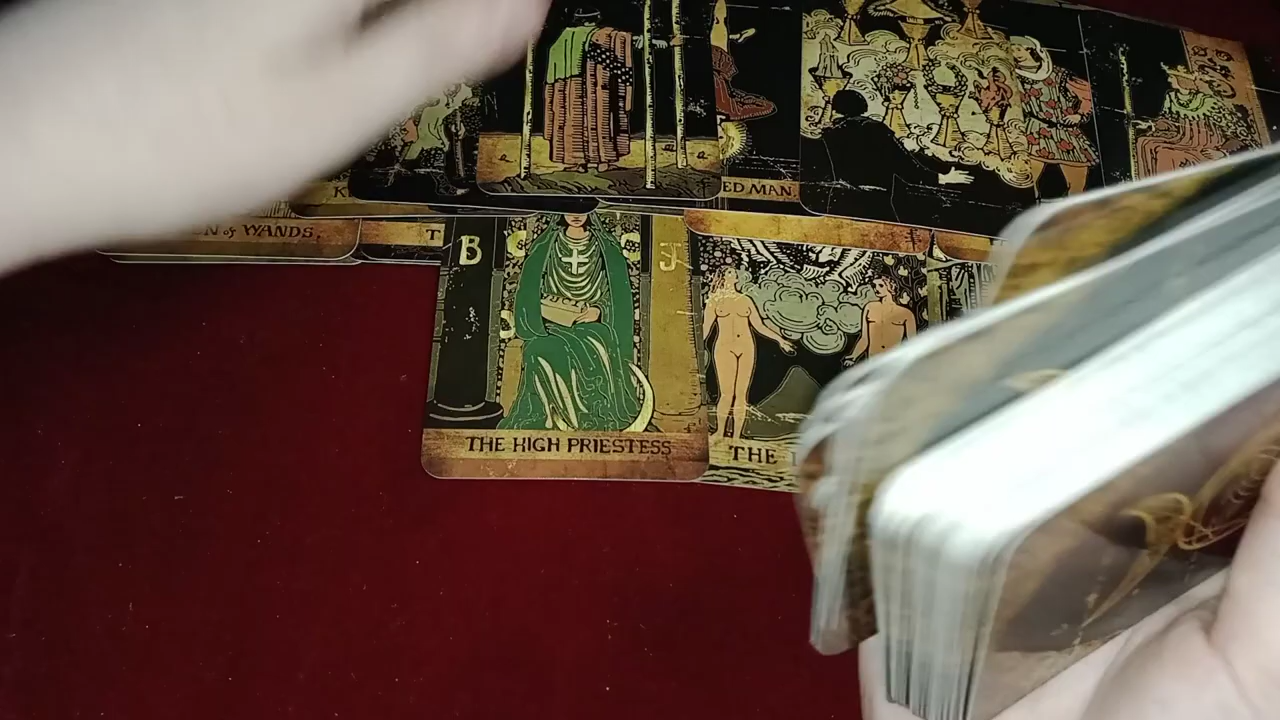 ED MAN.
N of WANDS.
T
B
J
THE HIGH PRIESTESS
THE